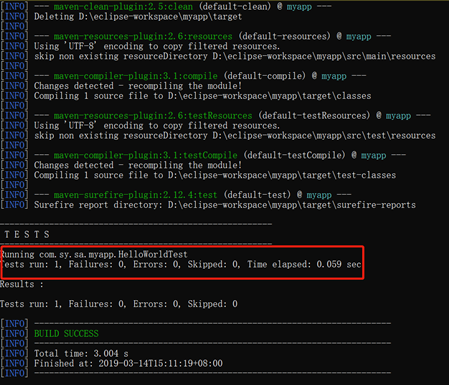 [INFO] --- maven-clean-plugin:2.5:clean (default-clean) @ myapp ---
[INFO] Deleting D:\eclipse-workspace\myapp\target
[INFO]
[INFO] --- maven-resources-plugin:2.6:resources (default-resources) @ myapp ---
[INFO] Using 'UTF-8' encoding to copy filtered resources.
[INFO] skip non existing resourceDirectory D:\eclipse-workspace\myapp\src\main\resources
[INFO]
[INFO] --- maven-compiler-plugin:3.1:compile (default-compile) @ myapp ---
[INFO] Changes detected - recompiling the module!
[INFO] Compiling 1 source file to D:\eclipse-workspace\myapp\target\classes
[INFO]
[INFO] --- maven-resources-plugin:2.6:testResources (default-testResources) @ myapp ---
[INFO] Using 'UTF-8' encoding to copy filtered resources.
[INFO] skip non existing resourceDirectory D:\eclipse-workspace\myapp\src\test\resources
[INFO]
[INFO] --- maven-compiler-plugin:3.1:testCompile (default-testCompile) @ myapp ---
[INFO] Changes detected - recompiling the module!
[INFO] Compiling 1 source file to D:\eclipse-workspace\myapp\target\test-classes
[INFO]
[INFO] --- maven-surefire-plugin:2.12.4:test (default-test) @ myapp ---
[INFO] Surefire report directory: D:\eclipse-workspace\myapp\target\surefire-reports
-------------------------------------------------------
T E S T S
-------------------------------------------------------
Running com.sy.sa.myapp.HelloWorldTest
Tests run: 1, Failures: 0, Errors: 0, Skipped: 0, Time elapsed: 0.059 sec
Results :
Tests run: 1, Failures: 0, Errors: 0, Skipped: 0
[INFO] ------------------------------------------------------------------------
[INFO] BUILD SUCCESS
[INFO] ------------------------------------------------------------------------
[INFO] Total time: 3.004 s
[INFO] Finished at: 2019-03-14T15:11:19+08:00
[INFO] ------------------------------------------------------------------------